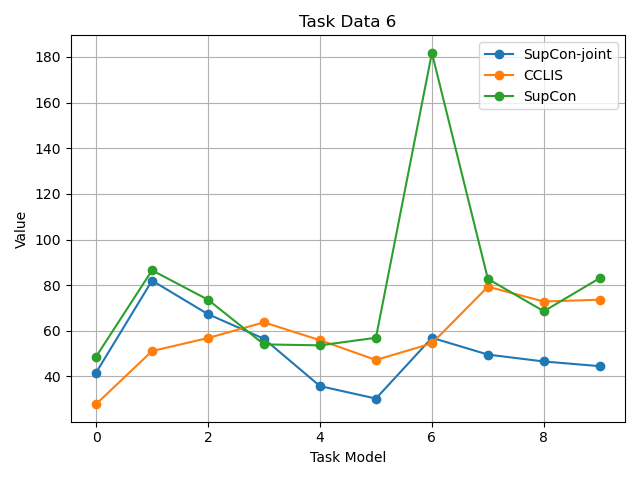 Task Data 6
SupCon-joint
CCLIS
SupCon
180
160
140
120
100
80
60
40
Value
0 2 4 6 8
Task Model